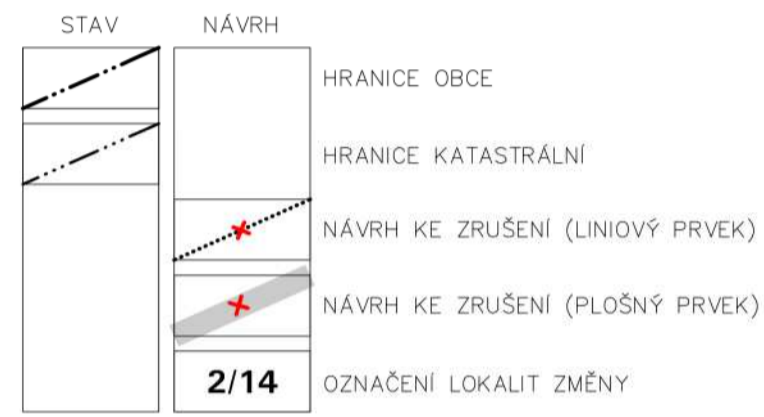 STAV NÁVRH
HRANICE OBCE
HRANICE KATASTRÁLNÍ
NÁVRH KE ZRUŠENÍ (LINIOVÝ PRVEK)
NÁVRH KE ZRUŠENÍ (PLOŠNÝ PRVEK)
2/14 OZNAČENÍ LOKALIT ZMĚNY